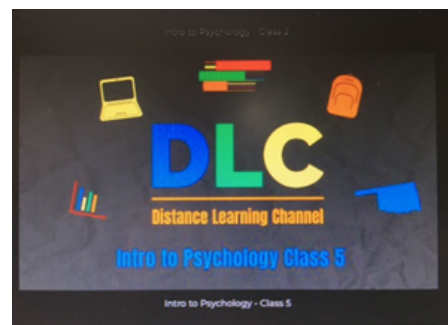 Intro to Psychology - Class 2
DLC
Distance Learning Channel
Intro to Psychology Class 5
Intro to Psychology - Class 5